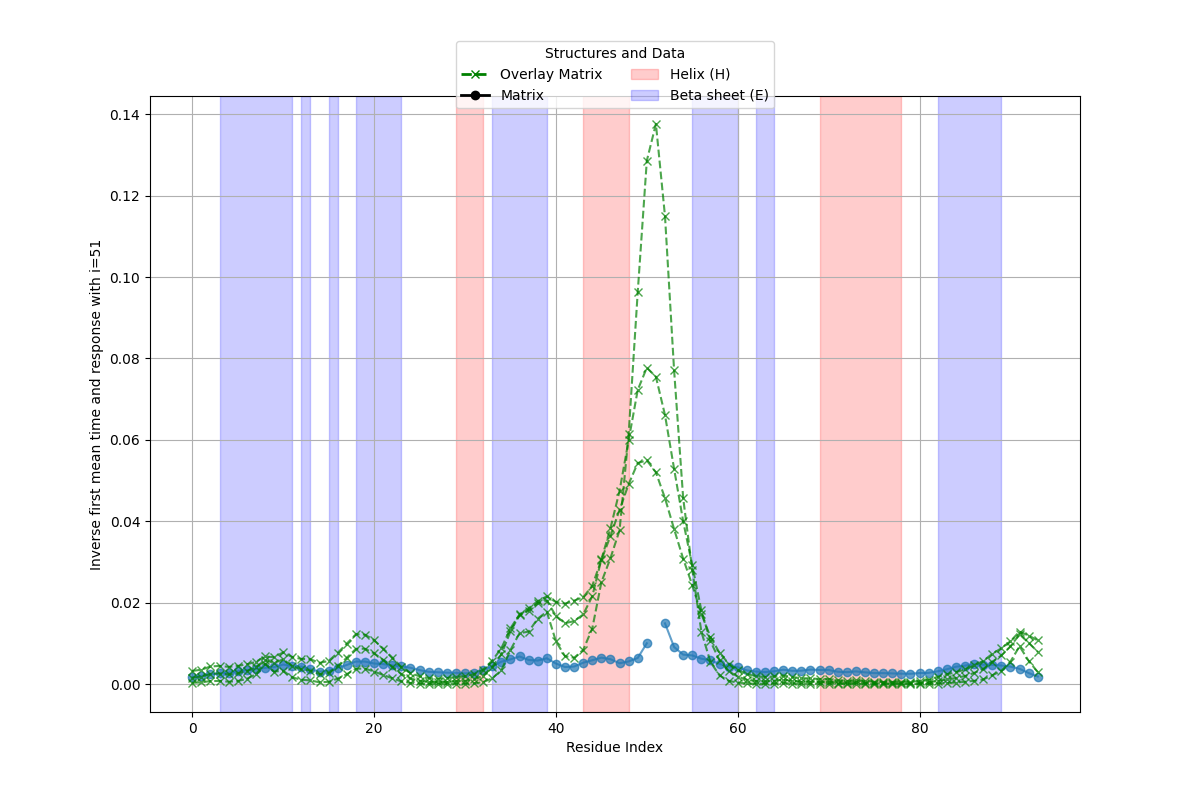 Structures and Data
Overlay Matrix
Matrix
Helix (H)
Beta sheet (E)
Inverse first mean time and response with i=51
0.14
0.12
0.10
0.08
0.06
0.04
0.02
0.00
0 20 40 60 80
Residue Index